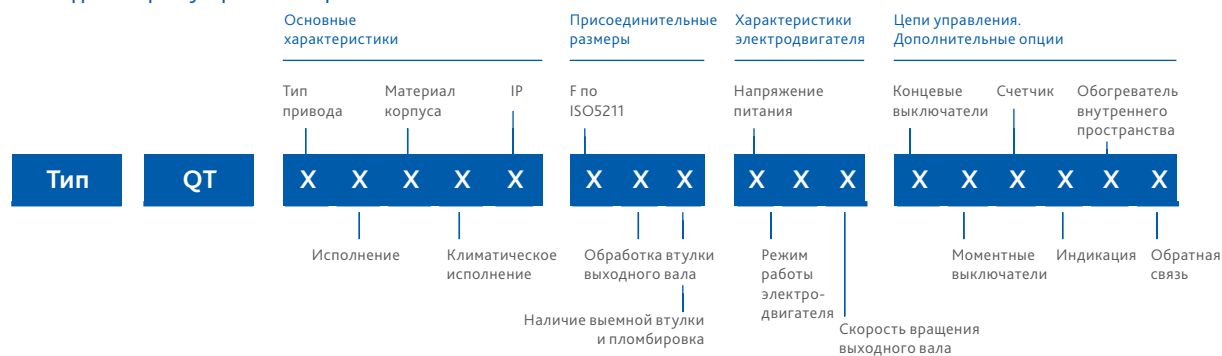 Основные
характеристики
Присоединительные
размеры
Характеристики
электродвигателя
Цепи управления.
Дополнительные опции
Тип
привода
Материал
корпуса
IP
F по
ISO5211
Напряжение
питания
Концевые
выключатели
Счетчик
Обогреватель
внутреннего
пространства
Тип
QT
X X X X X
X X X
X X X
X X X X X X
Исполнение
Климатическое
исполнение
Обработка втулки
выходного вала
Наличие выемной втулки
и пломбировка
Режим
работы
электро-
двигателя
Скорость вращения
выходного вала
Моментные
выключатели
Индикация
Обратная
связь